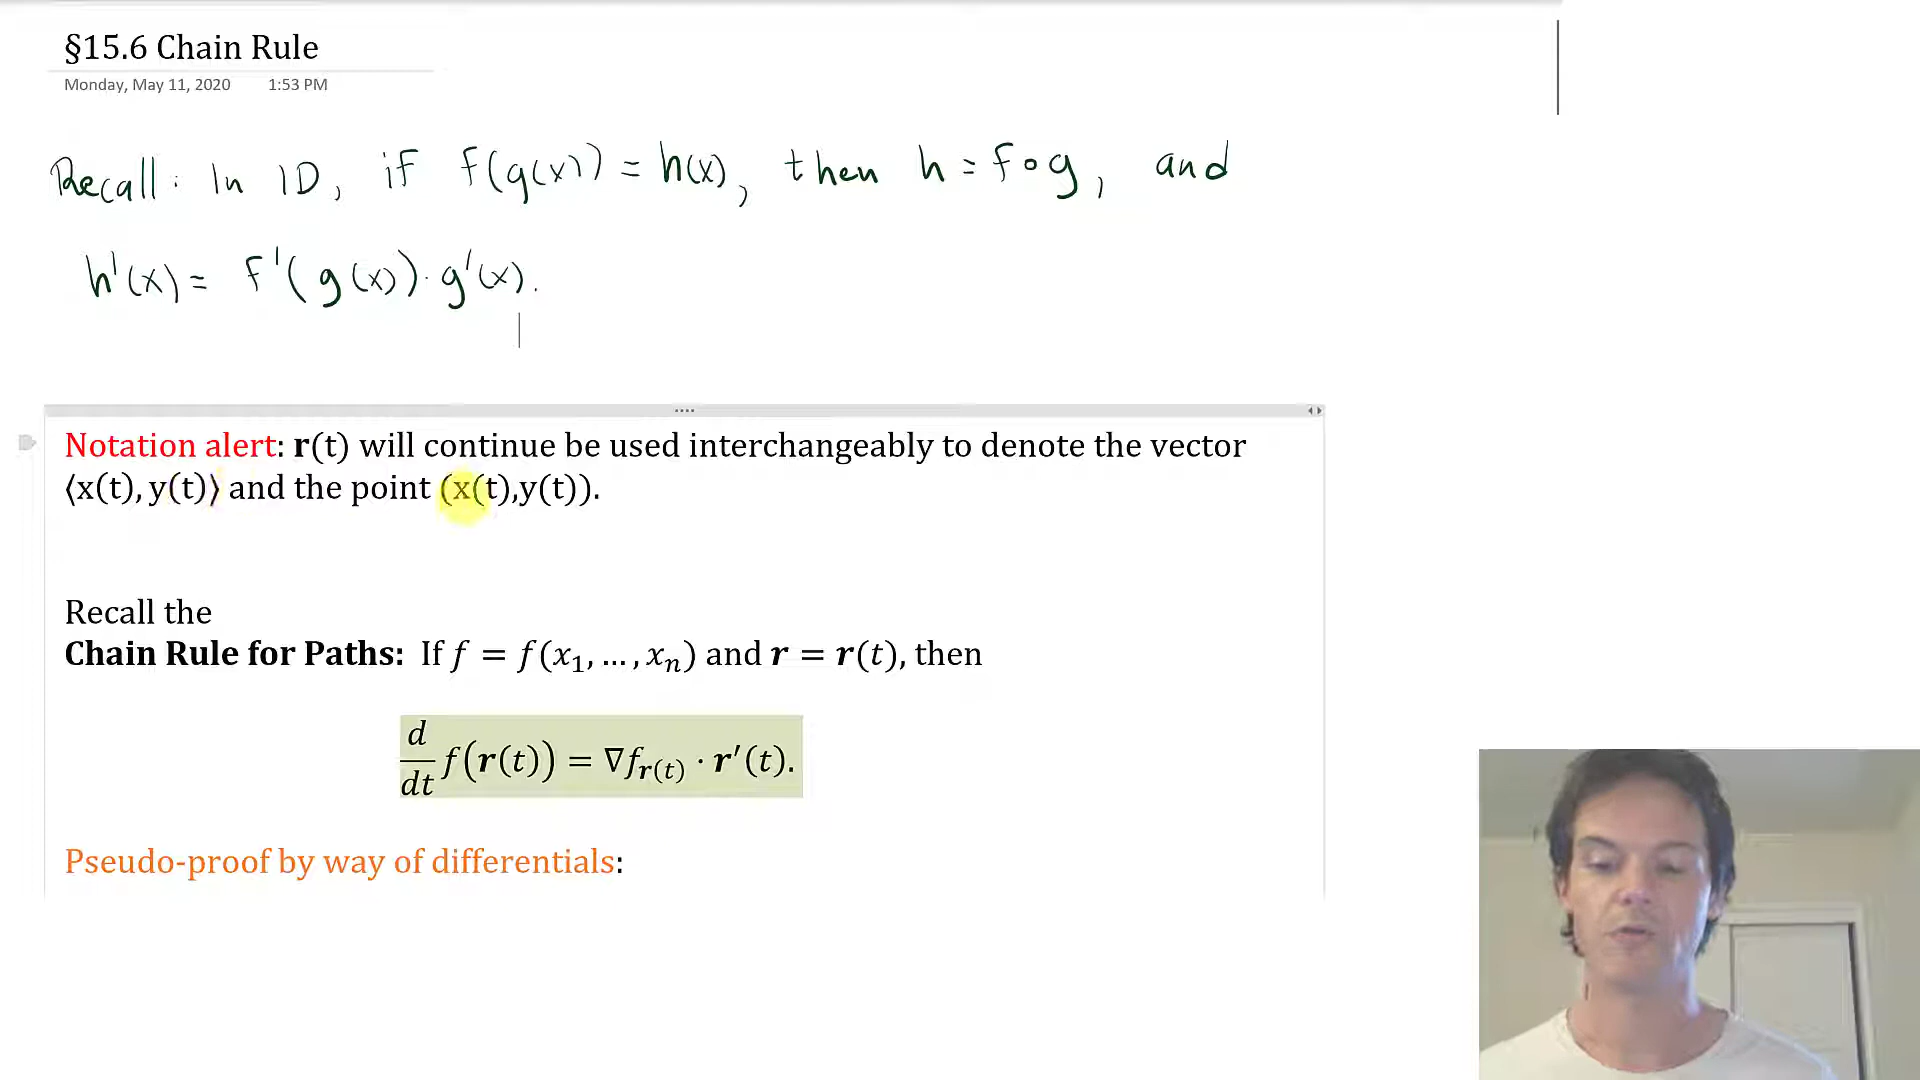 §15.6 Chain Rule
Monday, May 11, 2020 1:53 PM
Recall: In 1D, if f(g(x)) = h(x), then h = f∘g, and
h'(x) = f'(g(x))·g'(x).
Notation alert: r(t) will continue be used interchangeably to denote the vector
⟨x(t), y(t)⟩ and the point (x(t),y(t)).
Recall the
Chain Rule for Paths: If f = f(x₁, … , xₙ) and r = r(t), then
d/dt f(r(t)) = ∇f_r(t) · r′(t).
Pseudo-proof by way of differentials: